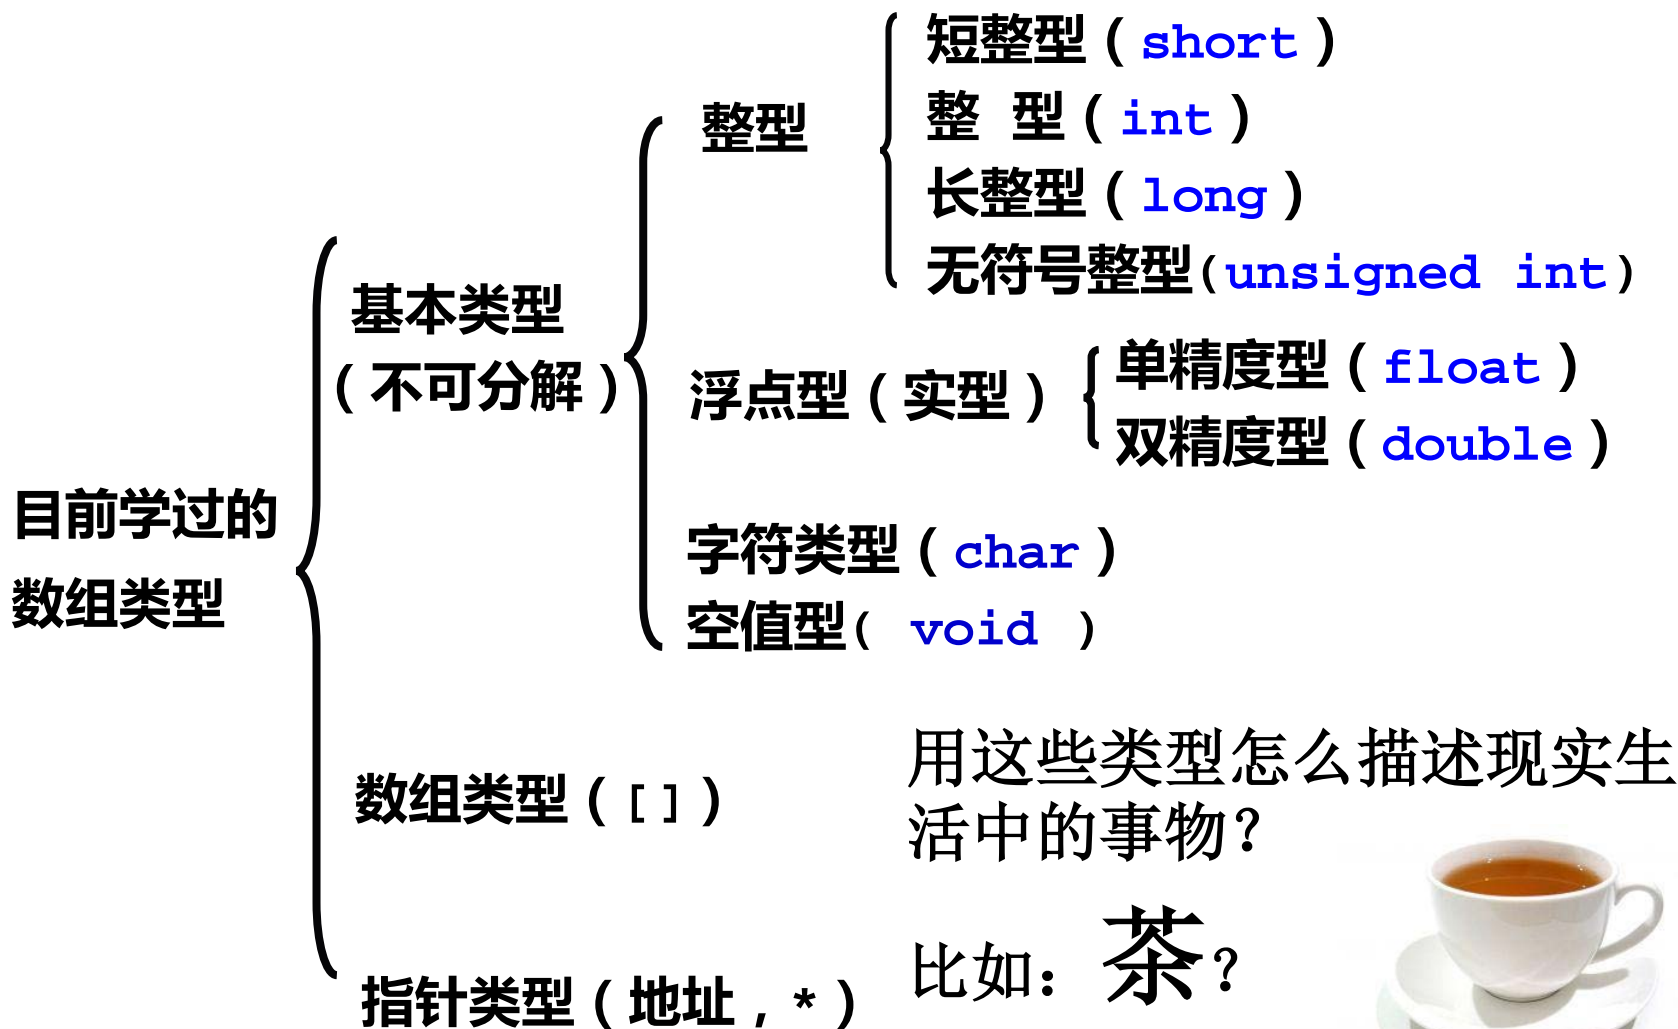 短整型（short）
整 型（int）
长整型（long）
无符号整型(unsigned int)
整型
基本类型
（不可分解）
浮点型（实型）
单精度型（float）
双精度型（double）
目前学过的
数组类型
字符类型（char）
空值型( void )
数组类型（[]）
用这些类型怎么描述现实生
活中的事物？
比如：茶？
指针类型（地址，*）